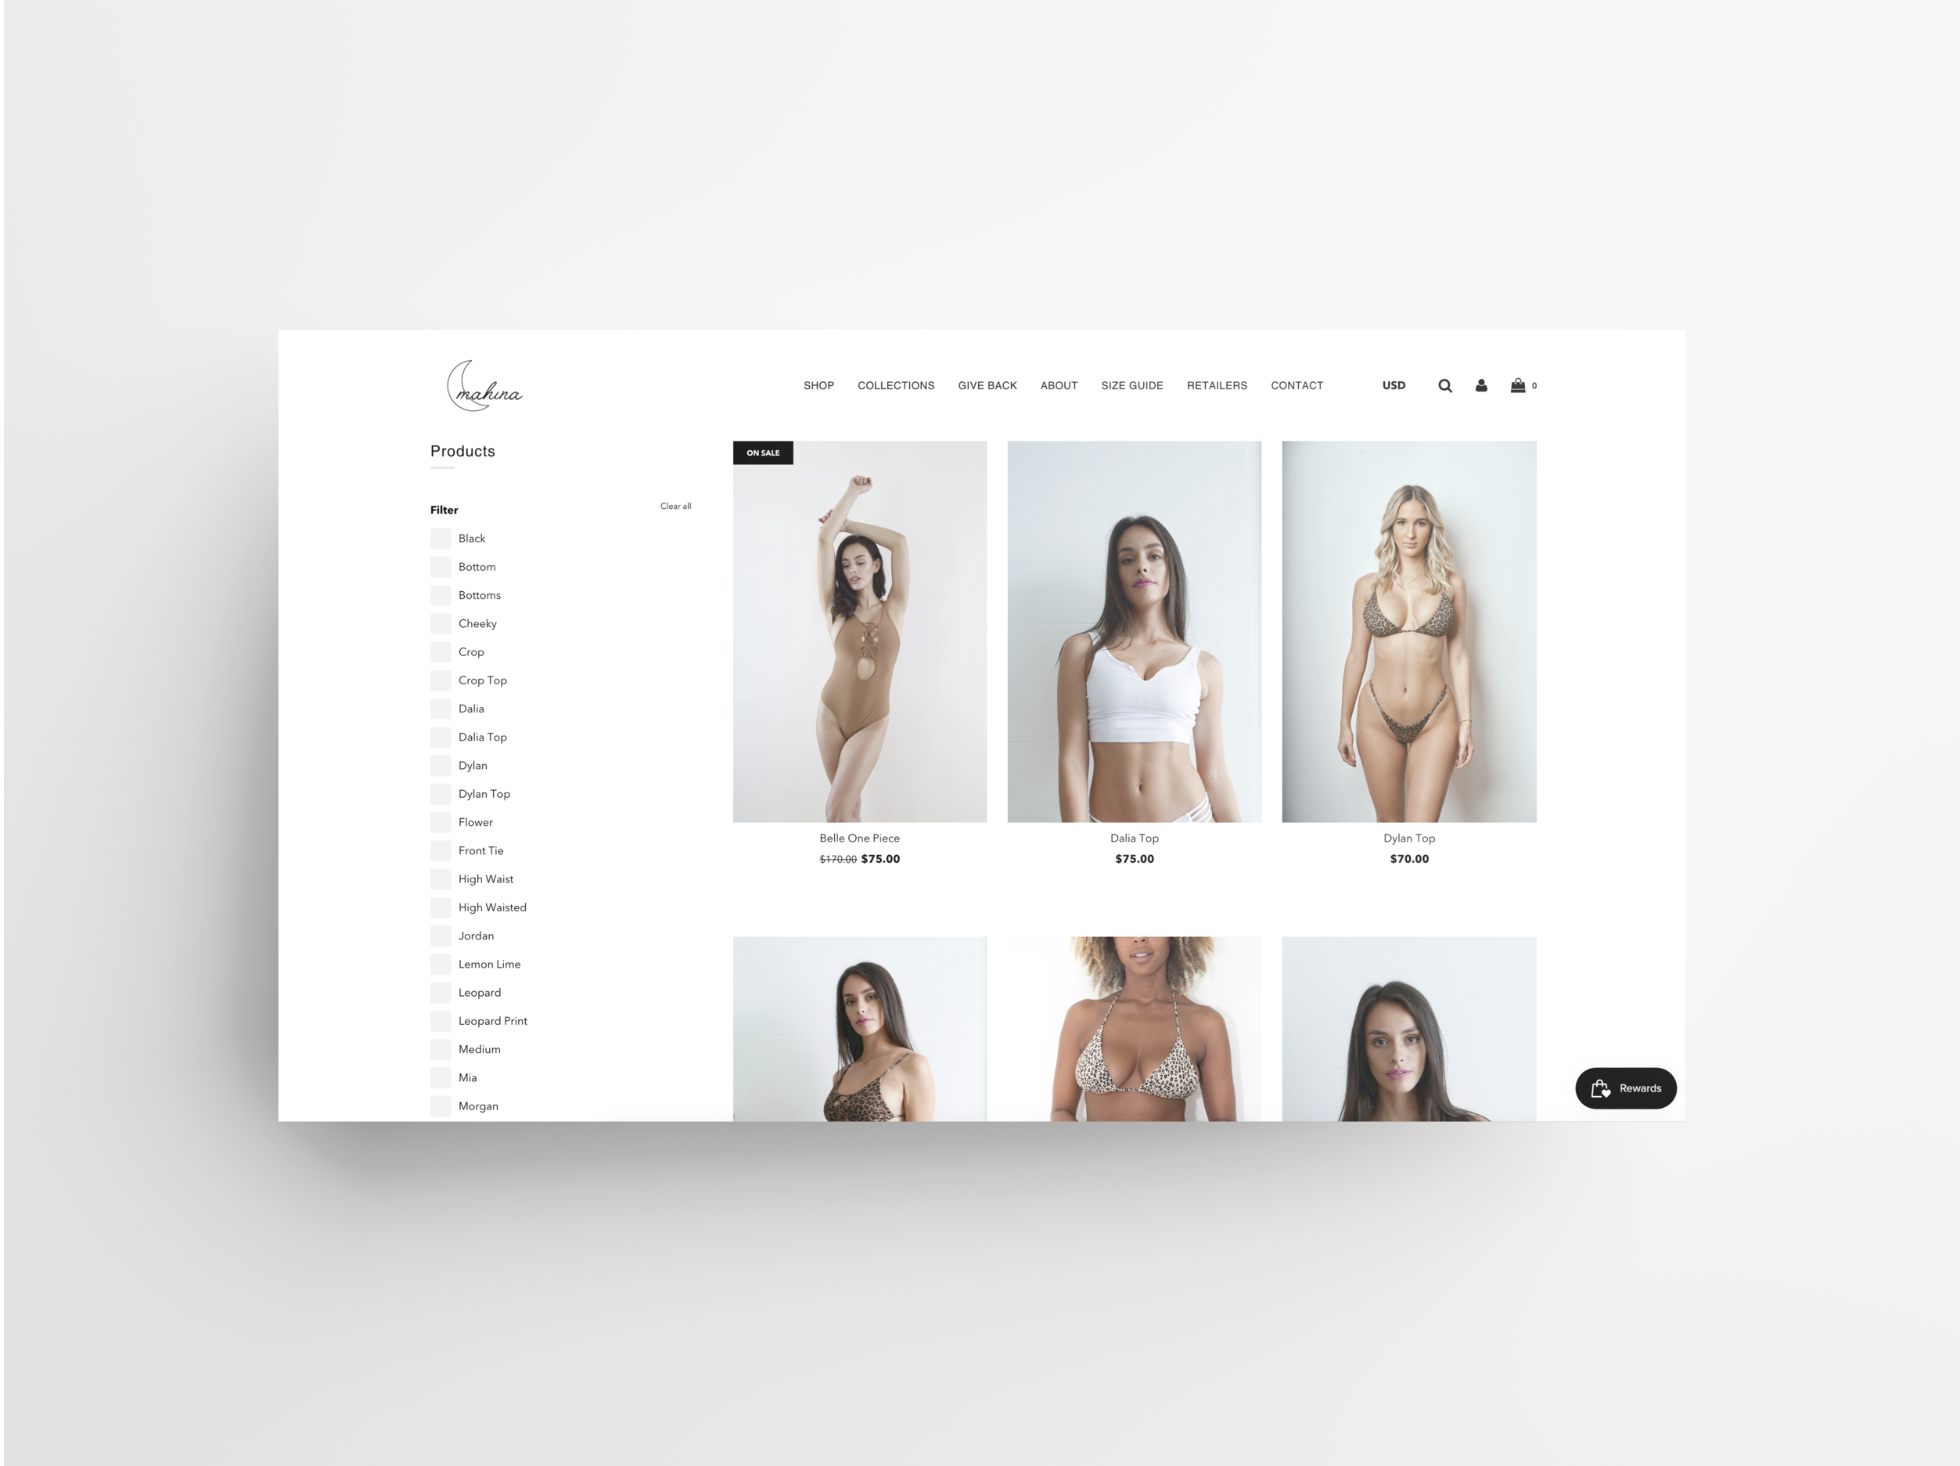 mahina
SHOP COLLECTIONS GIVE BACK ABOUT SIZE GUIDE RETAILERS CONTACT USD 0
Products
Filter Clear all
Black
Bottom
Bottoms
Cheeky
Crop
Crop Top
Dalia
Dalia Top
Dylan
Dylan Top
Flower
Front Tie
High Waist
High Waisted
Jordan
Lemon Lime
Leopard
Leopard Print
Medium
Mia
Morgan
ON SALE
Belle One Piece
$170.00 $75.00
Dalia Top
$75.00
Dylan Top
$70.00
Rewards